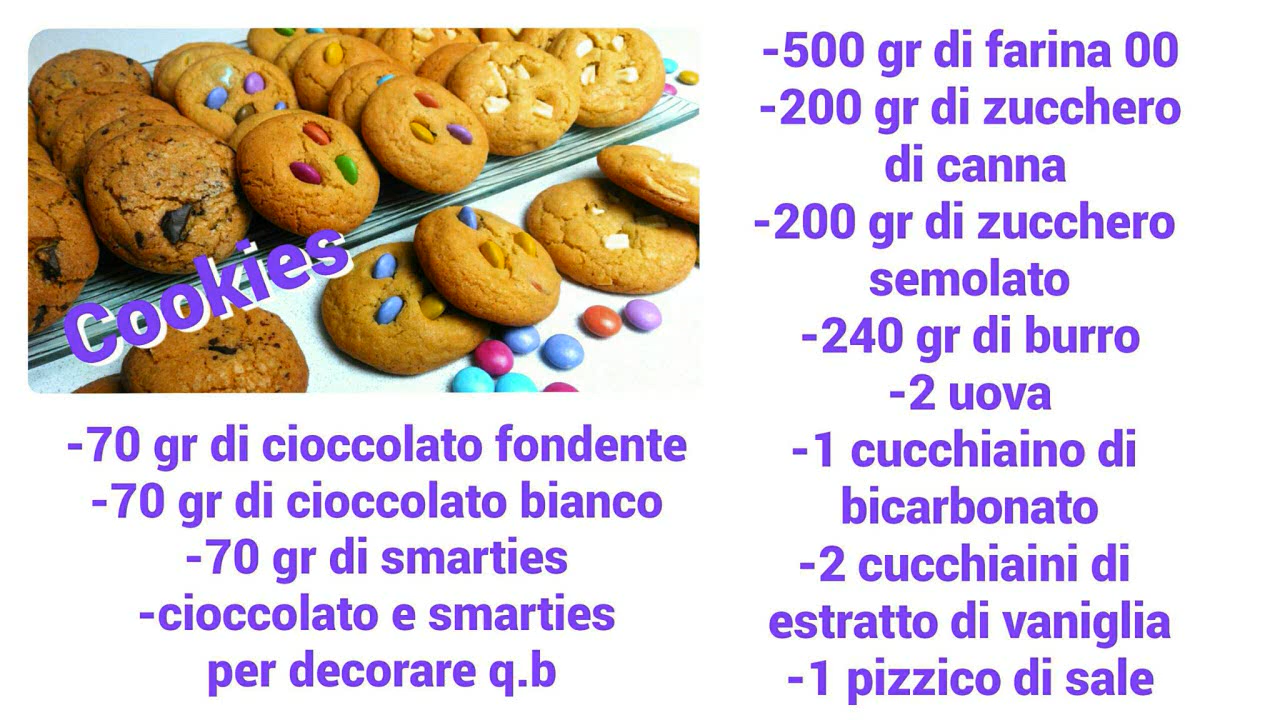 Cookies
-500 gr di farina 00
-200 gr di zucchero
di canna
-200 gr di zucchero
semolato
-240 gr di burro
-2 uova
-1 cucchiaino di
bicarbonato
-2 cucchiaini di
estratto di vaniglia
-1 pizzico di sale
-70 gr di cioccolato fondente
-70 gr di cioccolato bianco
-70 gr di smarties
-cioccolato e smarties
per decorare q.b